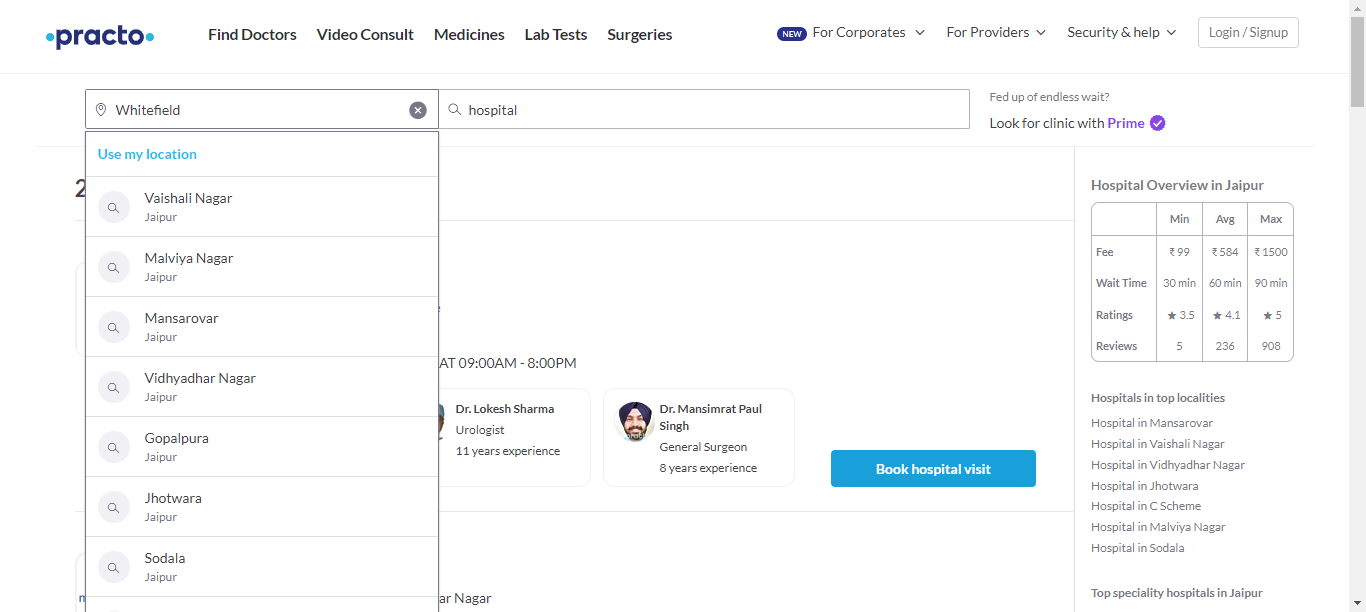 practo
Find Doctors
Video Consult
Medicines
Lab Tests
Surgeries
NEW For Corporates
For Providers
Security & help
Login / Signup
Whitefield
hospital
Fed up of endless wait?
Look for clinic with Prime
Use my location
Vaishali Nagar
Jaipur
Malviya Nagar
Jaipur
Mansarovar
Jaipur
Vidhyadhar Nagar
Jaipur
Gopalpura
Jaipur
Jhotwara
Jaipur
Sodala
Jaipur
2
AT 09:00AM - 8:00PM
Dr. Lokesh Sharma
Urologist
11 years experience
Dr. Mansimrat Paul
Singh
General Surgeon
8 years experience
Book hospital visit
ar Nagar
Hospital Overview in Jaipur
Min Avg Max
Fee ₹ 99 ₹ 584 ₹ 1500
Wait Time 30 min 60 min 90 min
Ratings ★ 3.5 ★ 4.1 ★ 5
Reviews 5 236 908
Hospitals in top localities
Hospital in Mansarovar
Hospital in Vaishali Nagar
Hospital in Vidhyadhar Nagar
Hospital in Jhotwara
Hospital in C Scheme
Hospital in Malviya Nagar
Hospital in Sodala
Top speciality hospitals in Jaipur